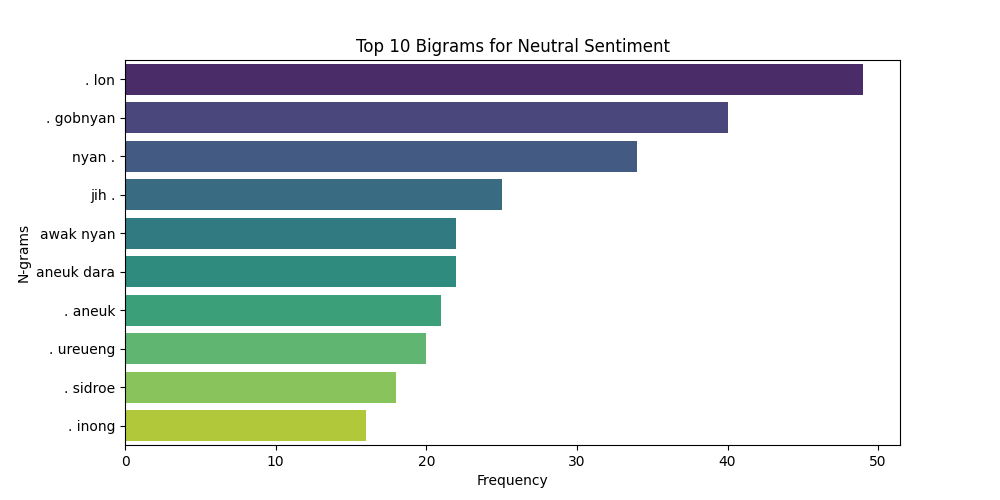 Top 10 Bigrams for Neutral Sentiment
N-grams
. lon
. gobnyan
nyan .
jih .
awak nyan
aneuk dara
. aneuk
. ureueng
. sidroe
. inong
0 10 20 30 40 50
Frequency